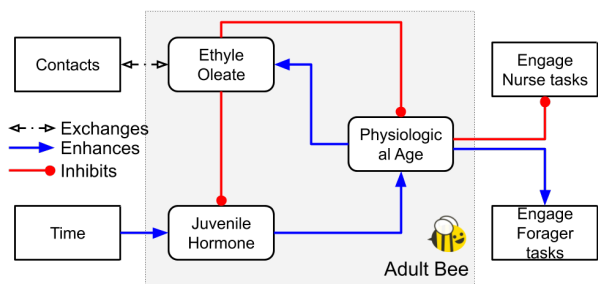 Contacts
Ethyle
Oleate
Engage
Nurse tasks
Exchanges
Enhances
Inhibits
Physiologic
al Age
Time
Juvenile
Hormone
Engage
Forager
tasks
Adult Bee